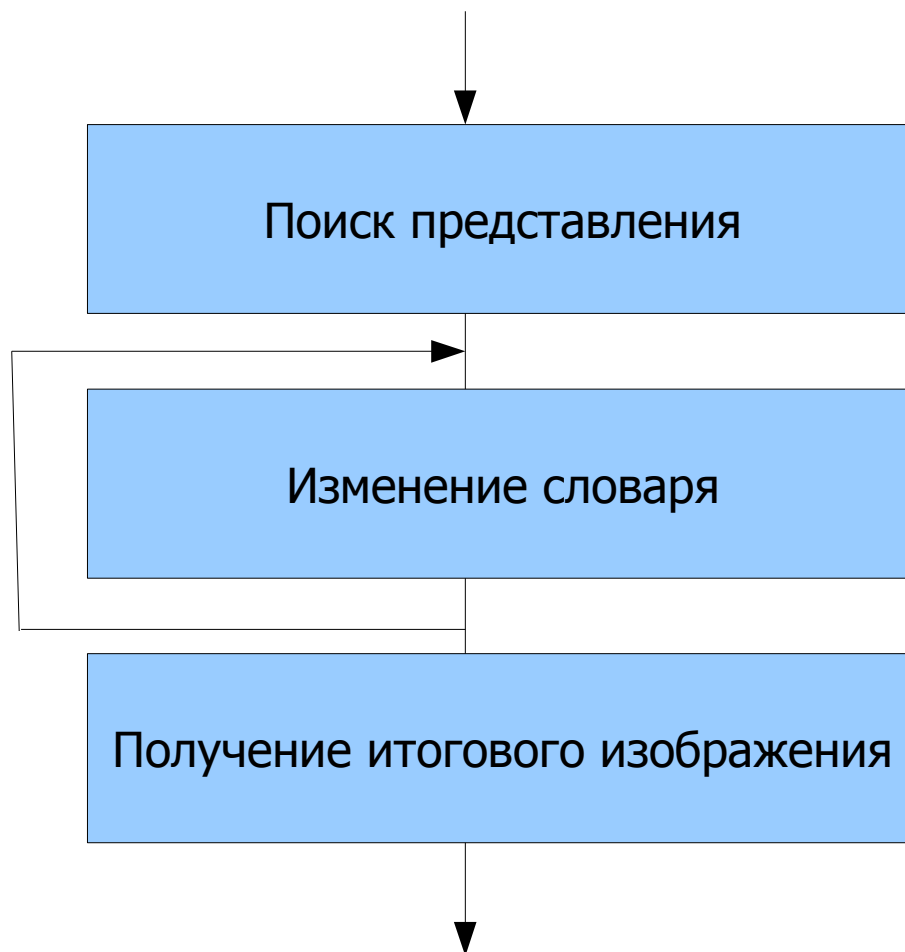 Поиск представления
Изменение словаря
Получение итогового изображения